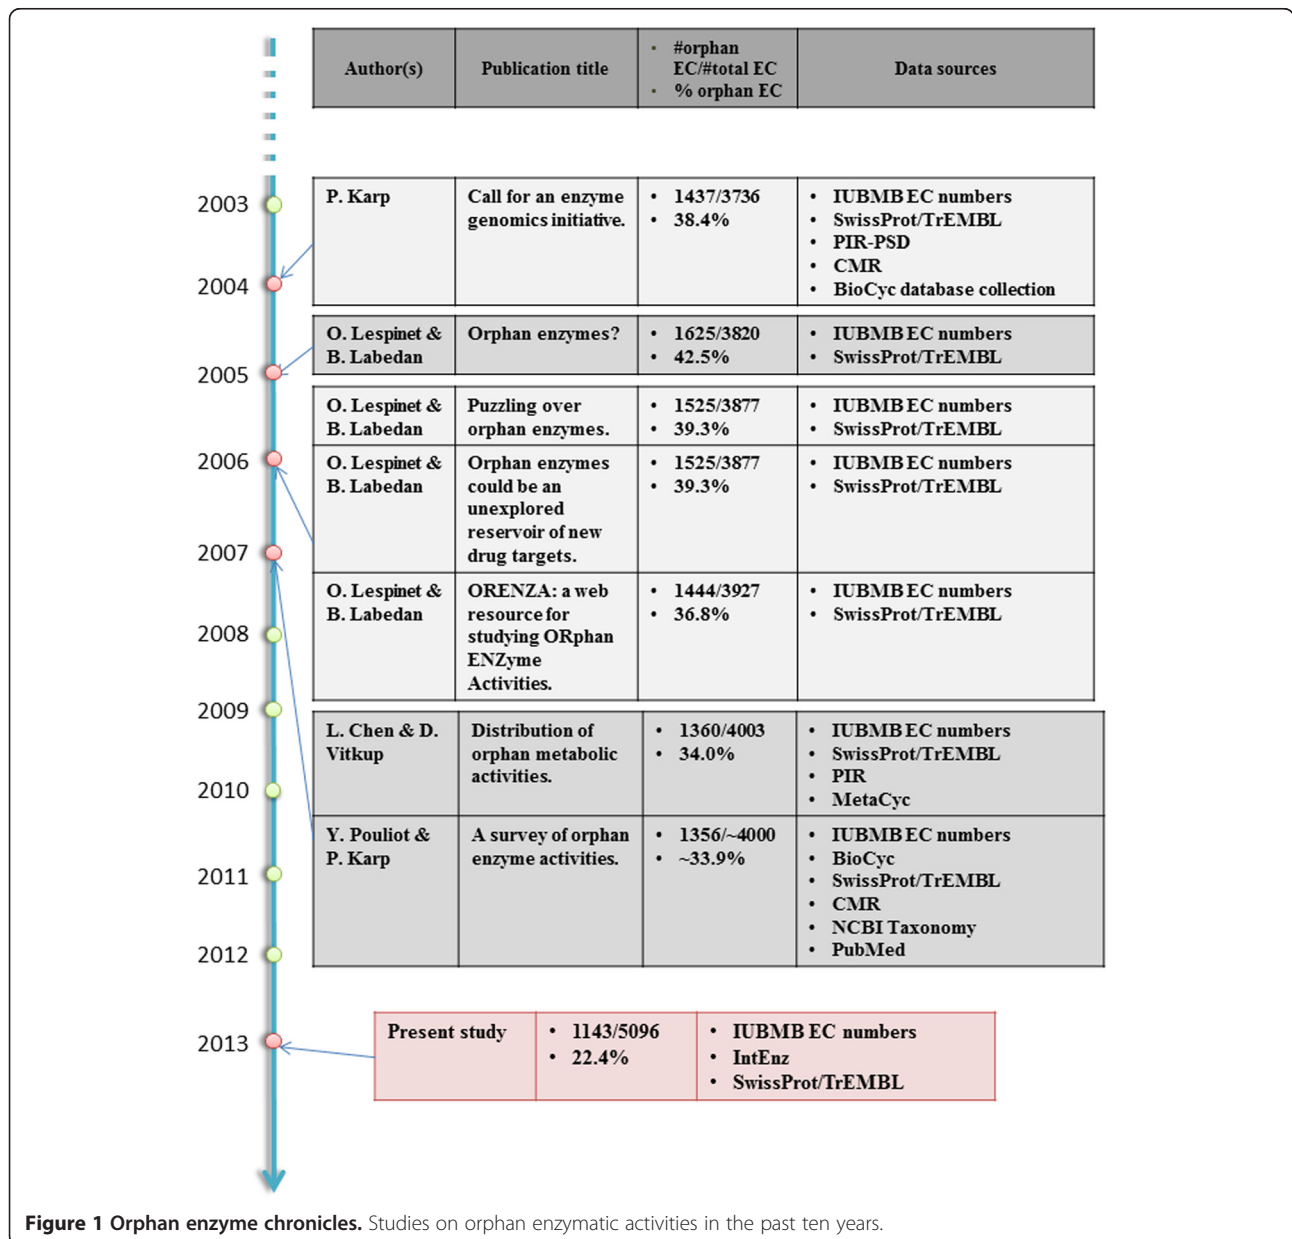 Author(s)
Publication title
• #orphan
EC/#total EC
• % orphan EC
Data sources
2003
2004
2005
2006
2007
2008
2009
2010
2011
2012
2013
P. Karp
Call for an enzyme
genomics initiative.
• 1437/3736
• 38.4%
• IUBMB EC numbers
• SwissProt/TrEMBL
• PIR-PSD
• CMR
• BioCyc database collection
O. Lespinet &
B. Labedan
Orphan enzymes?
• 1625/3820
• 42.5%
• IUBMB EC numbers
• SwissProt/TrEMBL
O. Lespinet &
B. Labedan
Puzzling over
orphan enzymes.
• 1525/3877
• 39.3%
• IUBMB EC numbers
• SwissProt/TrEMBL
O. Lespinet &
B. Labedan
Orphan enzymes
could be an
unexplored
reservoir of new
drug targets.
• 1525/3877
• 39.3%
• IUBMB EC numbers
• SwissProt/TrEMBL
O. Lespinet &
B. Labedan
ORENZA: a web
resource for
studying ORphan
ENZyme
Activities.
• 1444/3927
• 36.8%
• IUBMB EC numbers
• SwissProt/TrEMBL
L. Chen & D.
Vitkup
Distribution of
orphan metabolic
activities.
• 1360/4003
• 34.0%
• IUBMB EC numbers
• SwissProt/TrEMBL
• PIR
• MetaCyc
Y. Pouliot &
P. Karp
A survey of orphan
enzyme activities.
• 1356/~4000
• ~33.9%
• IUBMB EC numbers
• BioCyc
• SwissProt/TrEMBL
• CMR
• NCBI Taxonomy
• PubMed
Present study
• 1143/5096
• 22.4%
• IUBMB EC numbers
• IntEnz
• SwissProt/TrEMBL
Figure 1 Orphan enzyme chronicles. Studies on orphan enzymatic activities in the past ten years.